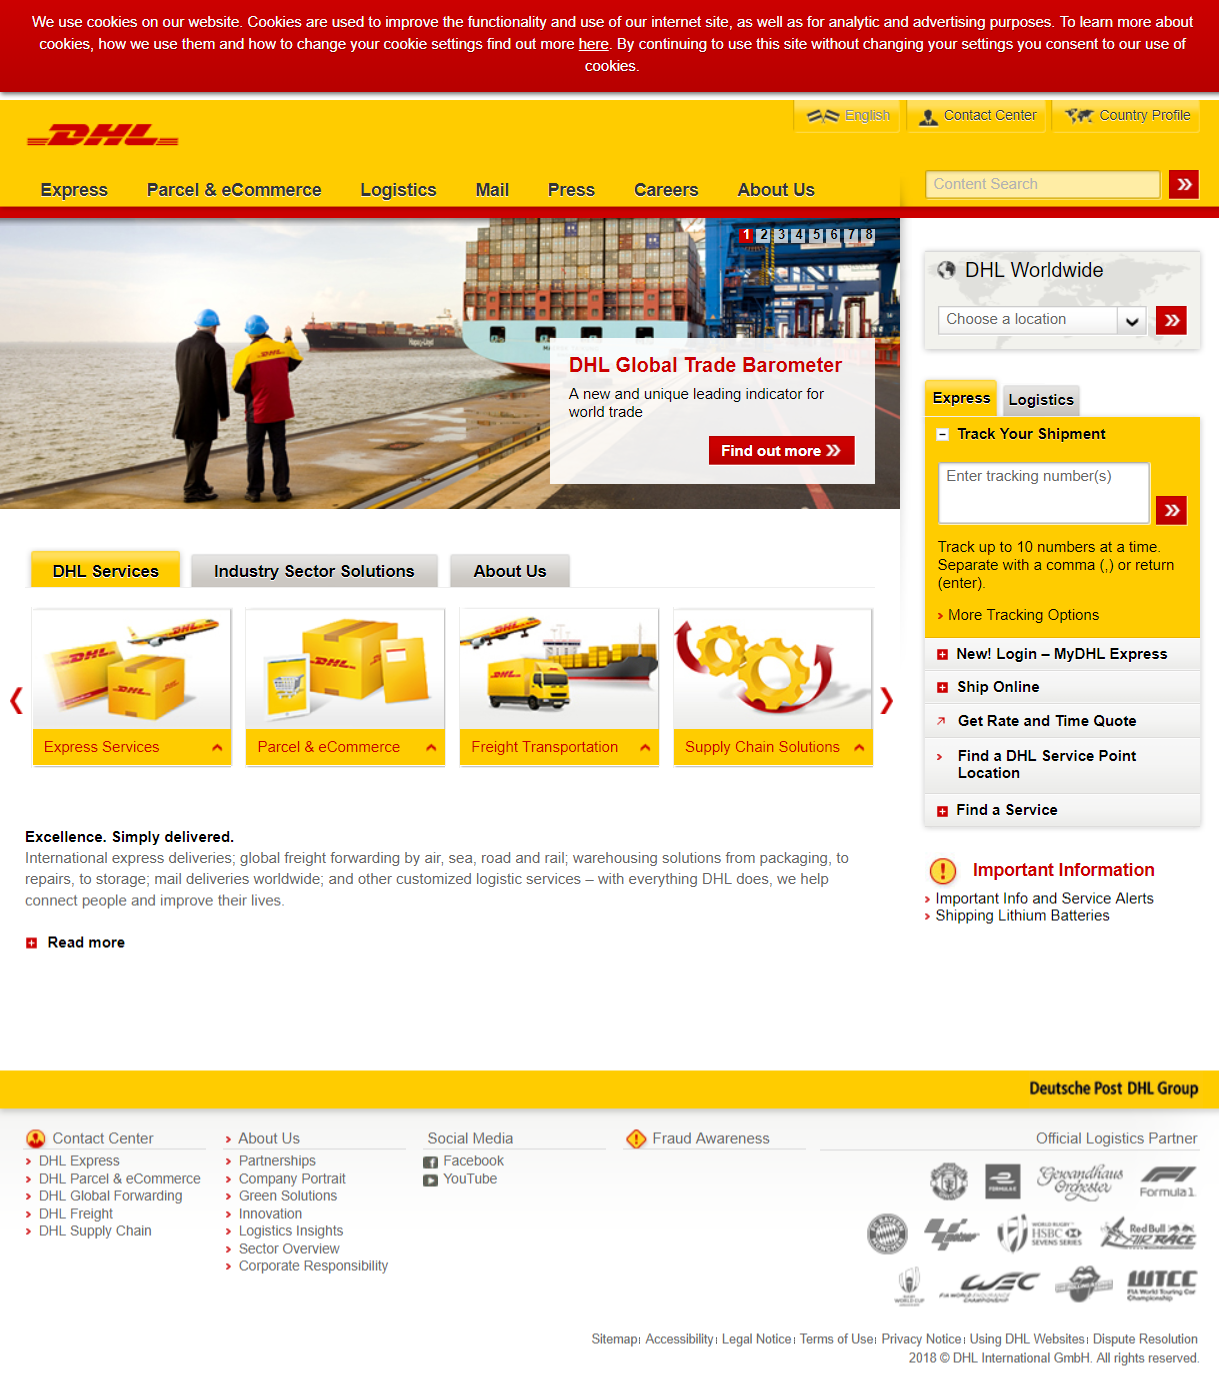 We use cookies on our website. Cookies are used to improve the functionality and use of our internet site, as well as for analytic and advertising purposes. To learn more about
cookies, how we use them and how to change your cookie settings find out more here. By continuing to use this site without changing your settings you consent to our use of
cookies.
English
Contact Center
Country Profile
DHL
Express
Parcel & eCommerce
Logistics
Mail
Press
Careers
About Us
Content Search
1 2 3 4 5 6 7 8
DHL Global Trade Barometer
A new and unique leading indicator for
world trade
Find out more
DHL Worldwide
Choose a location
Express
Logistics
Track Your Shipment
Enter tracking number(s)
Track up to 10 numbers at a time.
Separate with a comma (,) or return
(enter).
More Tracking Options
New! Login – MyDHL Express
Ship Online
Get Rate and Time Quote
Find a DHL Service Point
Location
Find a Service
Important Information
Important Info and Service Alerts
Shipping Lithium Batteries
DHL Services
Industry Sector Solutions
About Us
Express Services
Parcel & eCommerce
Freight Transportation
Supply Chain Solutions
Excellence. Simply delivered.
International express deliveries; global freight forwarding by air, sea, road and rail; warehousing solutions from packaging, to
repairs, to storage; mail deliveries worldwide; and other customized logistic services – with everything DHL does, we help
connect people and improve their lives.
Read more
Deutsche Post DHL Group
Contact Center
DHL Express
DHL Parcel & eCommerce
DHL Global Forwarding
DHL Freight
DHL Supply Chain
About Us
Partnerships
Company Portrait
Green Solutions
Innovation
Logistics Insights
Sector Overview
Corporate Responsibility
Social Media
Facebook
YouTube
Fraud Awareness
Official Logistics Partner
Gewandhaus
Orchester
F1
Formula 1
WORLD RUGBY
HSBC
SEVENS SERIES
Red Bull
AIR RACE
WEC
FIA WORLD ENDURANCE
CHAMPIONSHIP
WTCC
FIA World Touring Car
Championship
Sitemap
Accessibility
Legal Notice
Terms of Use
Privacy Notice
Using DHL Websites
Dispute Resolution
2018 © DHL International GmbH. All rights reserved.